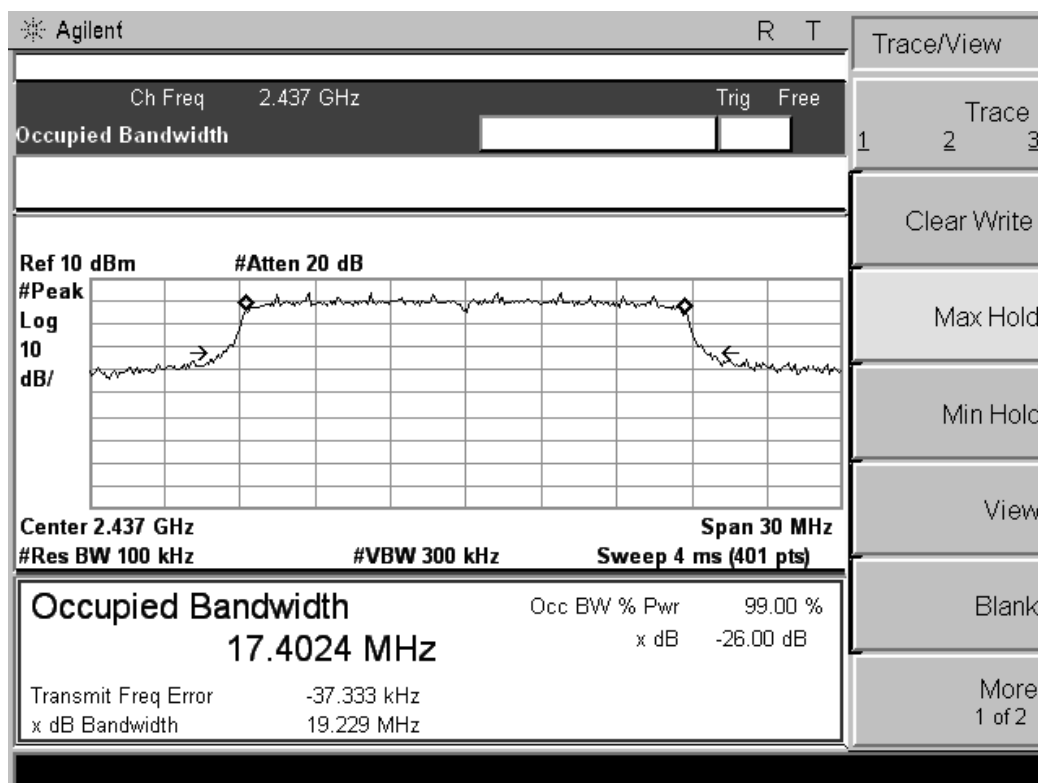 Agilent R T
Ch Freq 2.437 GHz Trig Free
Occupied Bandwidth
Ref 10 dBm #Atten 20 dB
#Peak
Log
10
dB/
Center 2.437 GHz Span 30 MHz
#Res BW 100 kHz #VBW 300 kHz Sweep 4 ms (401 pts)
Occupied Bandwidth
17.4024 MHz
Occ BW % Pwr 99.00 %
x dB -26.00 dB
Transmit Freq Error -37.333 kHz
x dB Bandwidth 19.229 MHz
Trace/View
Trace
1 2 3
Clear Write
Max Hold
Min Hold
View
Blank
More
1 of 2